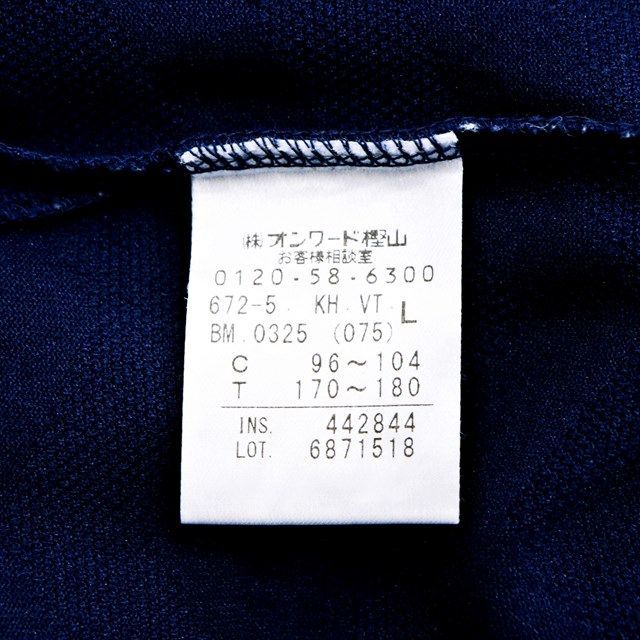 ㈱オンワード樫山
お客様相談室
0120-58-6300
672-5. KH.VT. L
BM.0325 (075)
C 96〜104
T 170〜180
INS. 442844
LOT. 6871518